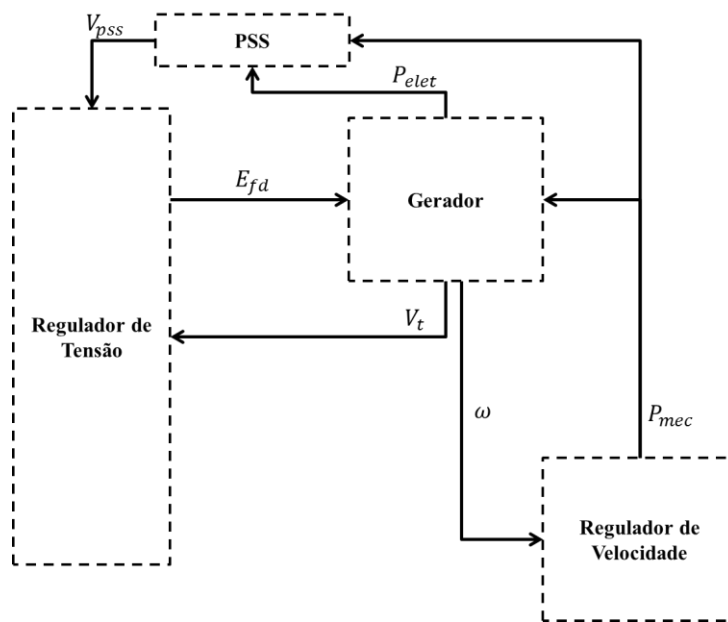 V_pss
PSS
P_elet
E_fd
Gerador
Regulador de
Tensão
V_t
ω
P_mec
Regulador de
Velocidade